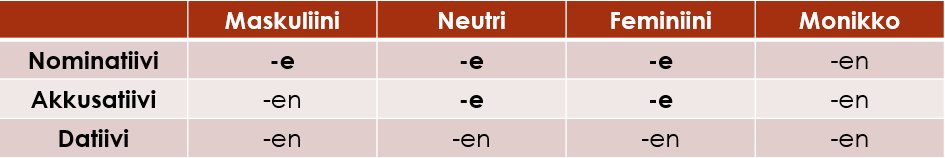 Maskuliini Neutri Feminiini Monikko
Nominatiivi -e -e -e -en
Akkusatiivi -en -e -e -en
Datiivi -en -en -en -en